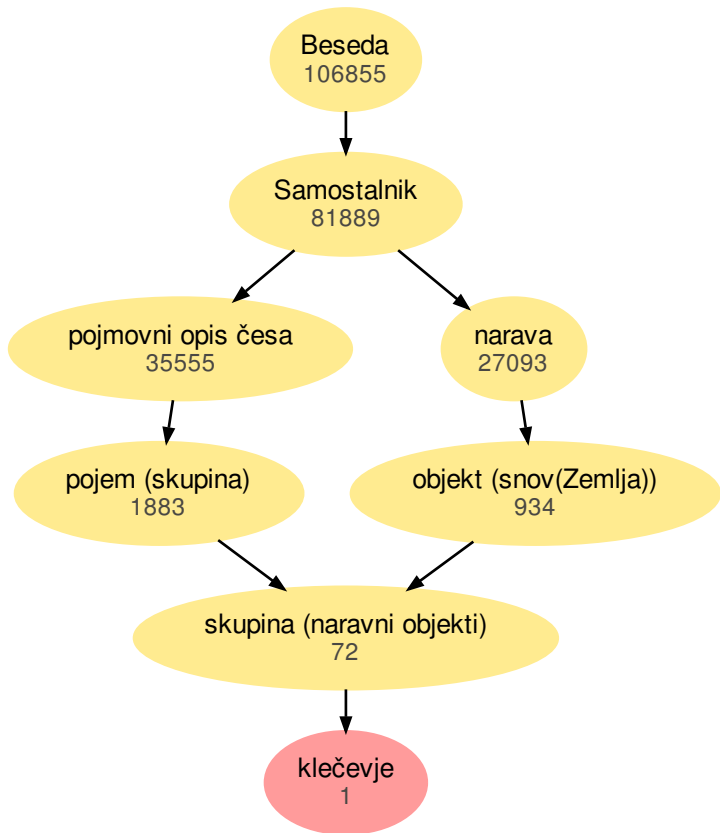 Beseda
106855
Samostalnik
81889
pojmovni opis česa
35555
narava
27093
pojem (skupina)
1883
objekt (snov(Zemlja))
934
skupina (naravni objekti)
72
klečevje
1